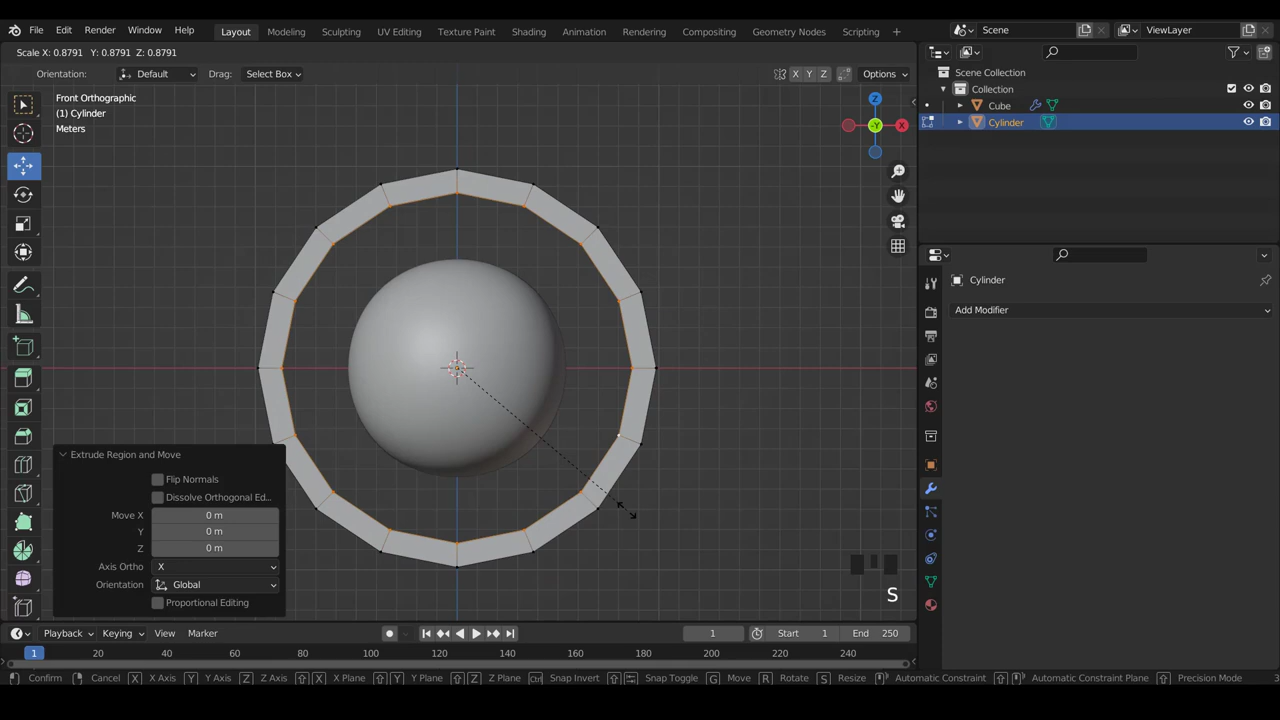 File Edit Render Window Help Layout Modeling Sculpting UV Editing Texture Paint Shading Animation Rendering Compositing Geometry Nodes Scripting Scene ViewLayer
Scale X: 0.8791 Y: 0.8791 Z: 0.8791
Orientation: Default Drag: Select Box X Y Z Options
Front Orthographic
(1) Cylinder
Meters
Z
-Y X
Scene Collection
Collection
Cube
Cylinder
Cylinder
Add Modifier
Extrude Region and Move
Flip Normals
Dissolve Orthogonal Ed...
Move X 0 m
Y 0 m
Z 0 m
Axis Ortho X
Orientation Global
Proportional Editing
S
Playback Keying View Marker 1 Start 1 End 250
1 20 40 60 80 100 120 140 160 180 200 220 240
Confirm Cancel X X Axis Y Y Axis Z Z Axis X X Plane Y Y Plane Z Z Plane Ctrl Snap Invert Snap Toggle G Move R Rotate S Resize Automatic Constraint Automatic Constraint Plane Precision Mode